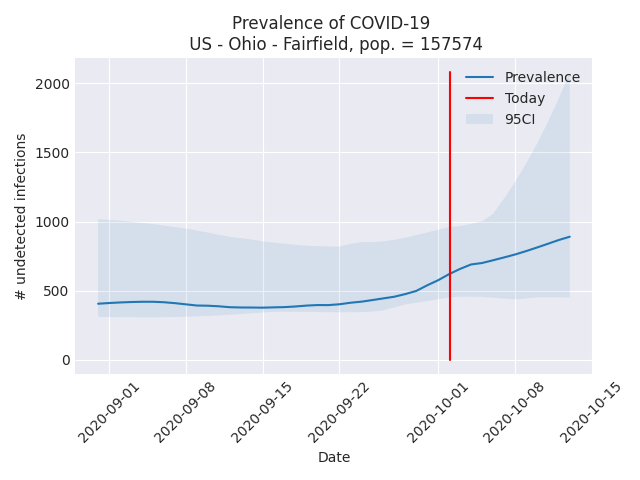 Prevalence of COVID-19
US - Ohio - Fairfield, pop. = 157574
Prevalence
Today
95CI
2000
1500
1000
500
0
# undetected infections
2020-09-01
2020-09-08
2020-09-15
2020-09-22
2020-10-01
2020-10-08
2020-10-15
Date